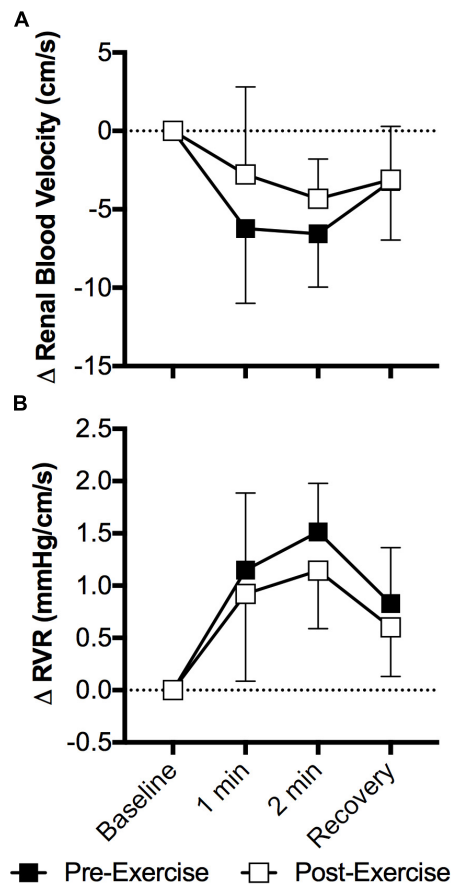 A
Δ Renal Blood Velocity (cm/s)
5
0
-5
-10
-15
B
Δ RVR (mmHg/cm/s)
2.5
2.0
1.5
1.0
0.5
0.0
-0.5
Baseline
1 min
2 min
Recovery
Pre-Exercise
Post-Exercise